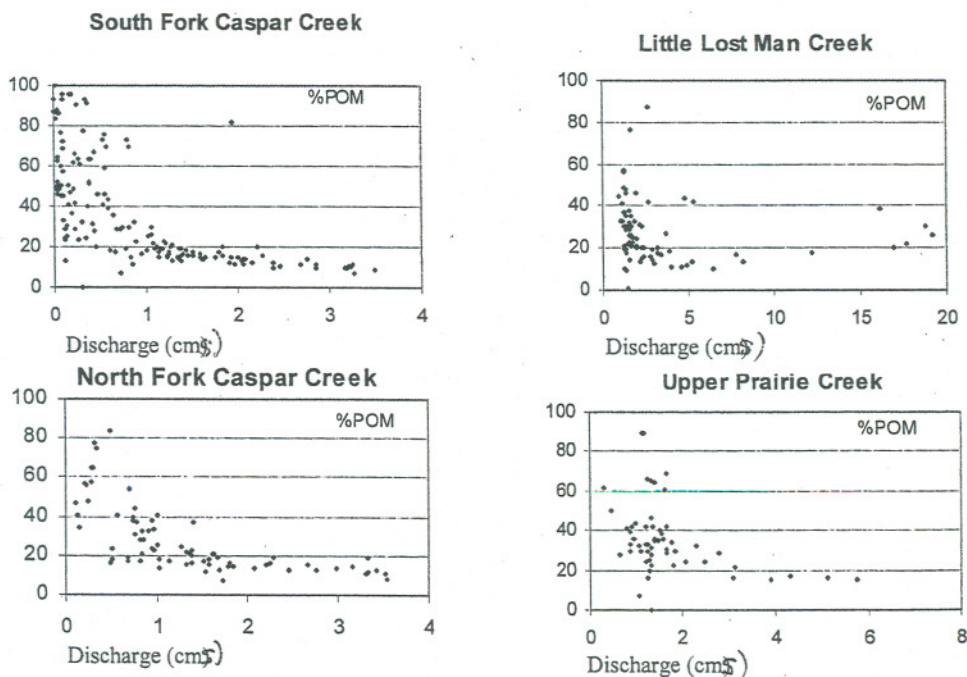 South Fork Caspar Creek
100
80
60
40
20
0
%POM
0 1 2 3 4
Discharge (cms)
Little Lost Man Creek
100
80
60
40
20
0
%POM
0 5 10 15 20
Discharge (cms)
North Fork Caspar Creek
100
80
60
40
20
0
%POM
0 1 2 3 4
Discharge (cms)
Upper Prairie Creek
100
80
60
40
20
0
%POM
0 2 4 6 8
Discharge (cms)